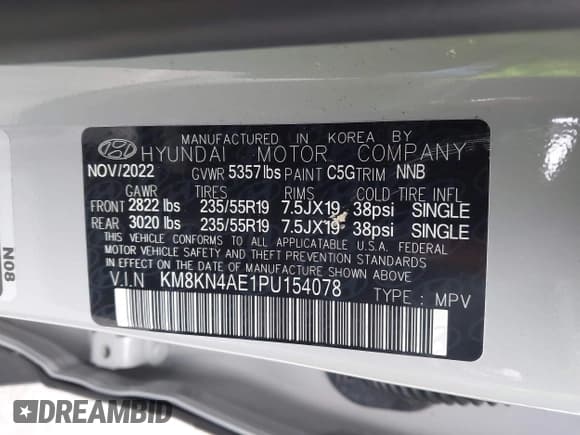 MANUFACTURED IN KOREA BY
HYUNDAI MOTOR COMPANY
NOV/2022 GVWR 5357lbs PAINT C5G TRIM NNB
GAWR TIRES RIMS COLD TIRE INFL
FRONT 2822 lbs 235/55R19 7.5JX19 38psi SINGLE
REAR 3020 lbs 235/55R19 7.5JX19 38psi SINGLE
THIS VEHICLE CONFORMS TO ALL APPLICABLE U.S.A. FEDERAL
MOTOR VEHICLE SAFETY AND THEFT PREVENTION STANDARDS
IN EFFECT ON THE DATE OF MANUFACTURE SHOWN ABOVE.
V.I.N KM8KN4AE1PU154078 TYPE : MPV
N08
DREAMBID